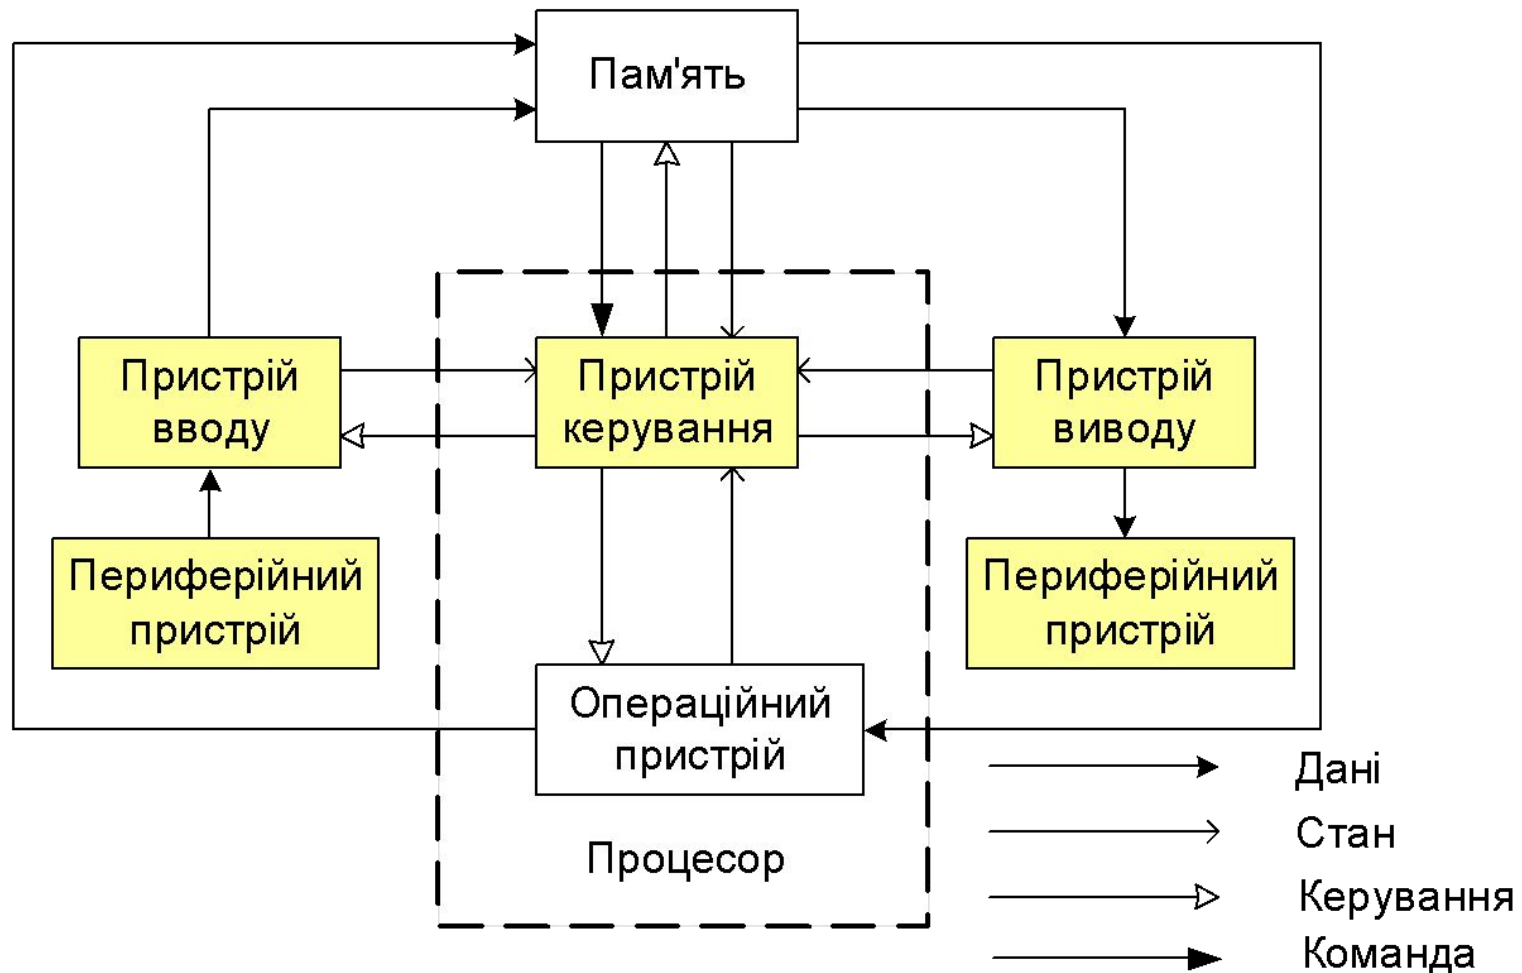 Пам'ять
Пристрій
вводу
Пристрій
керування
Пристрій
виводу
Периферійний
пристрій
Периферійний
пристрій
Операційний
пристрій
Процесор
Дані
Стан
Керування
Команда